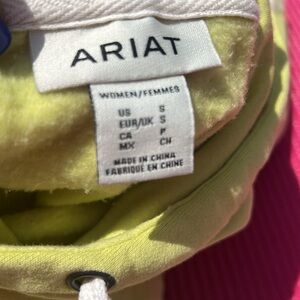 ARIAT
WOMEN/FEMMES
US S
EUR/UK S
CA P
MX CH
MADE IN CHINA
FABRIQUÉ EN CHINE